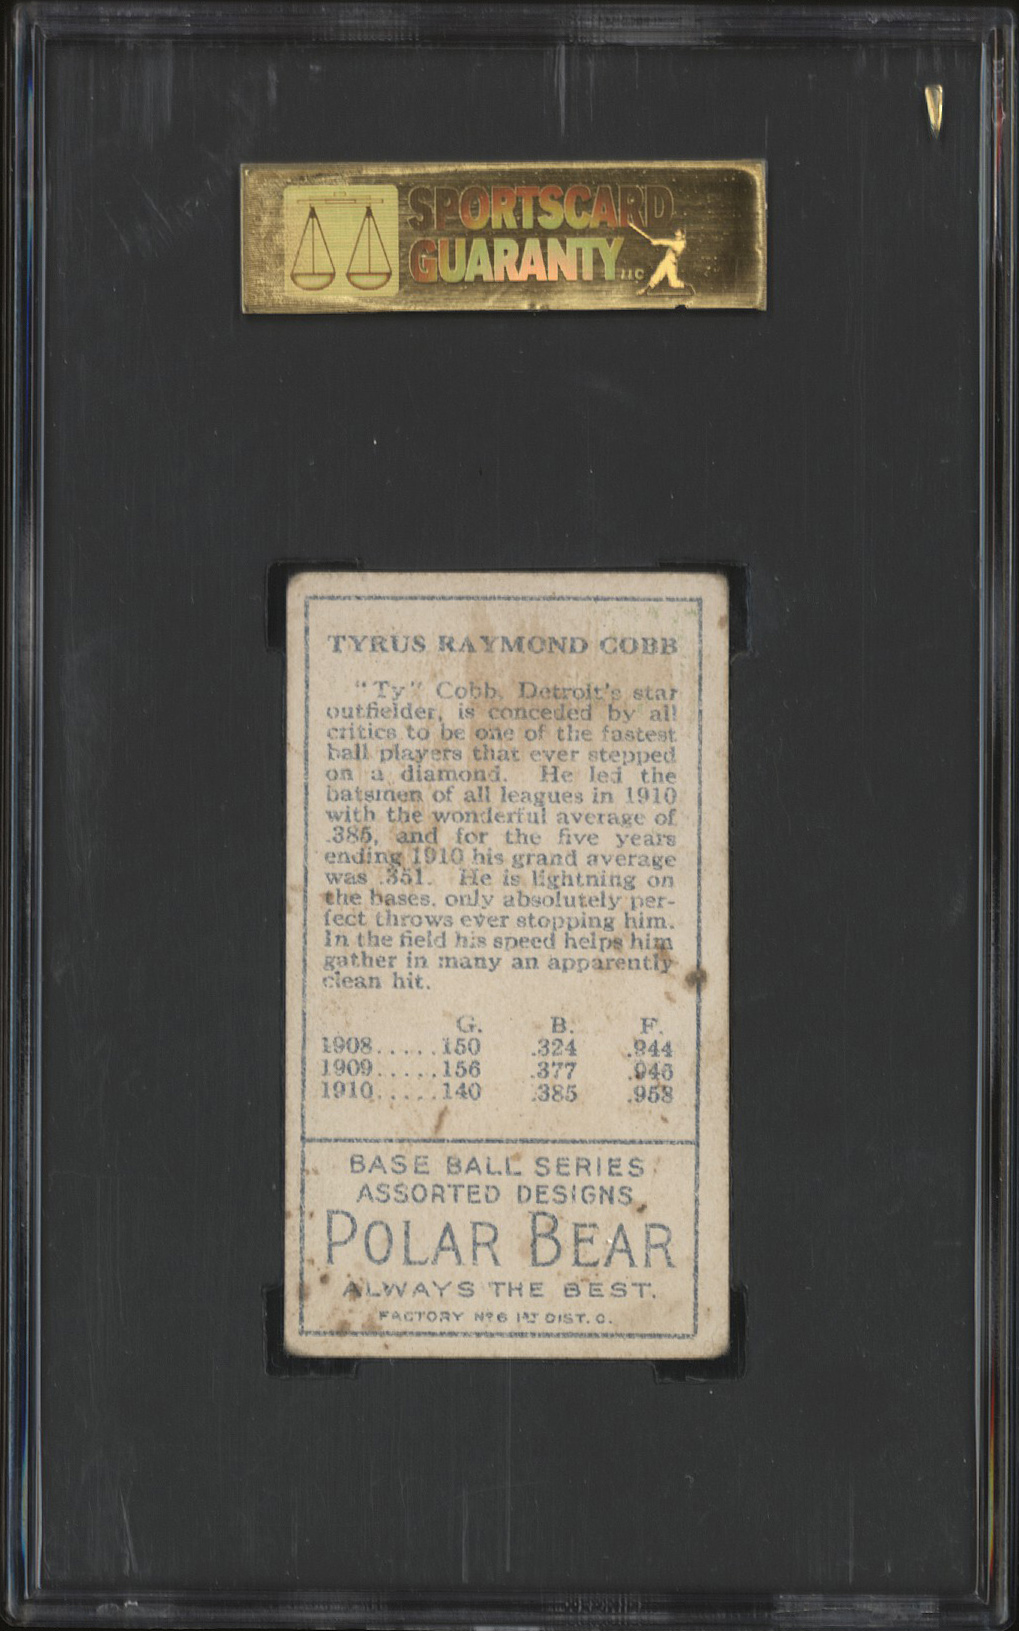 SPORTSCARD
GUARANTY LLC
TYRUS RAYMOND COBB
"Ty" Cobb, Detroit's star
outfielder, is conceded by all
critics to be one of the fastest
ball players that ever stepped
on a diamond. He led the
batsmen of all leagues in 1910
with the wonderful average of
.385, and for the five years
ending 1910 his grand average
was .351. He is lightning on
the bases, only absolutely per-
fect throws ever stopping him.
In the field his speed helps him
gather in many an apparently
clean hit.
G. B. F.
1908.....150 .324 .944
1909.....156 .377 .946
1910.....140 .385 .958
BASE BALL SERIES
ASSORTED DESIGNS
POLAR BEAR
ALWAYS THE BEST.
FACTORY Nº 6 1ST DIST. O.